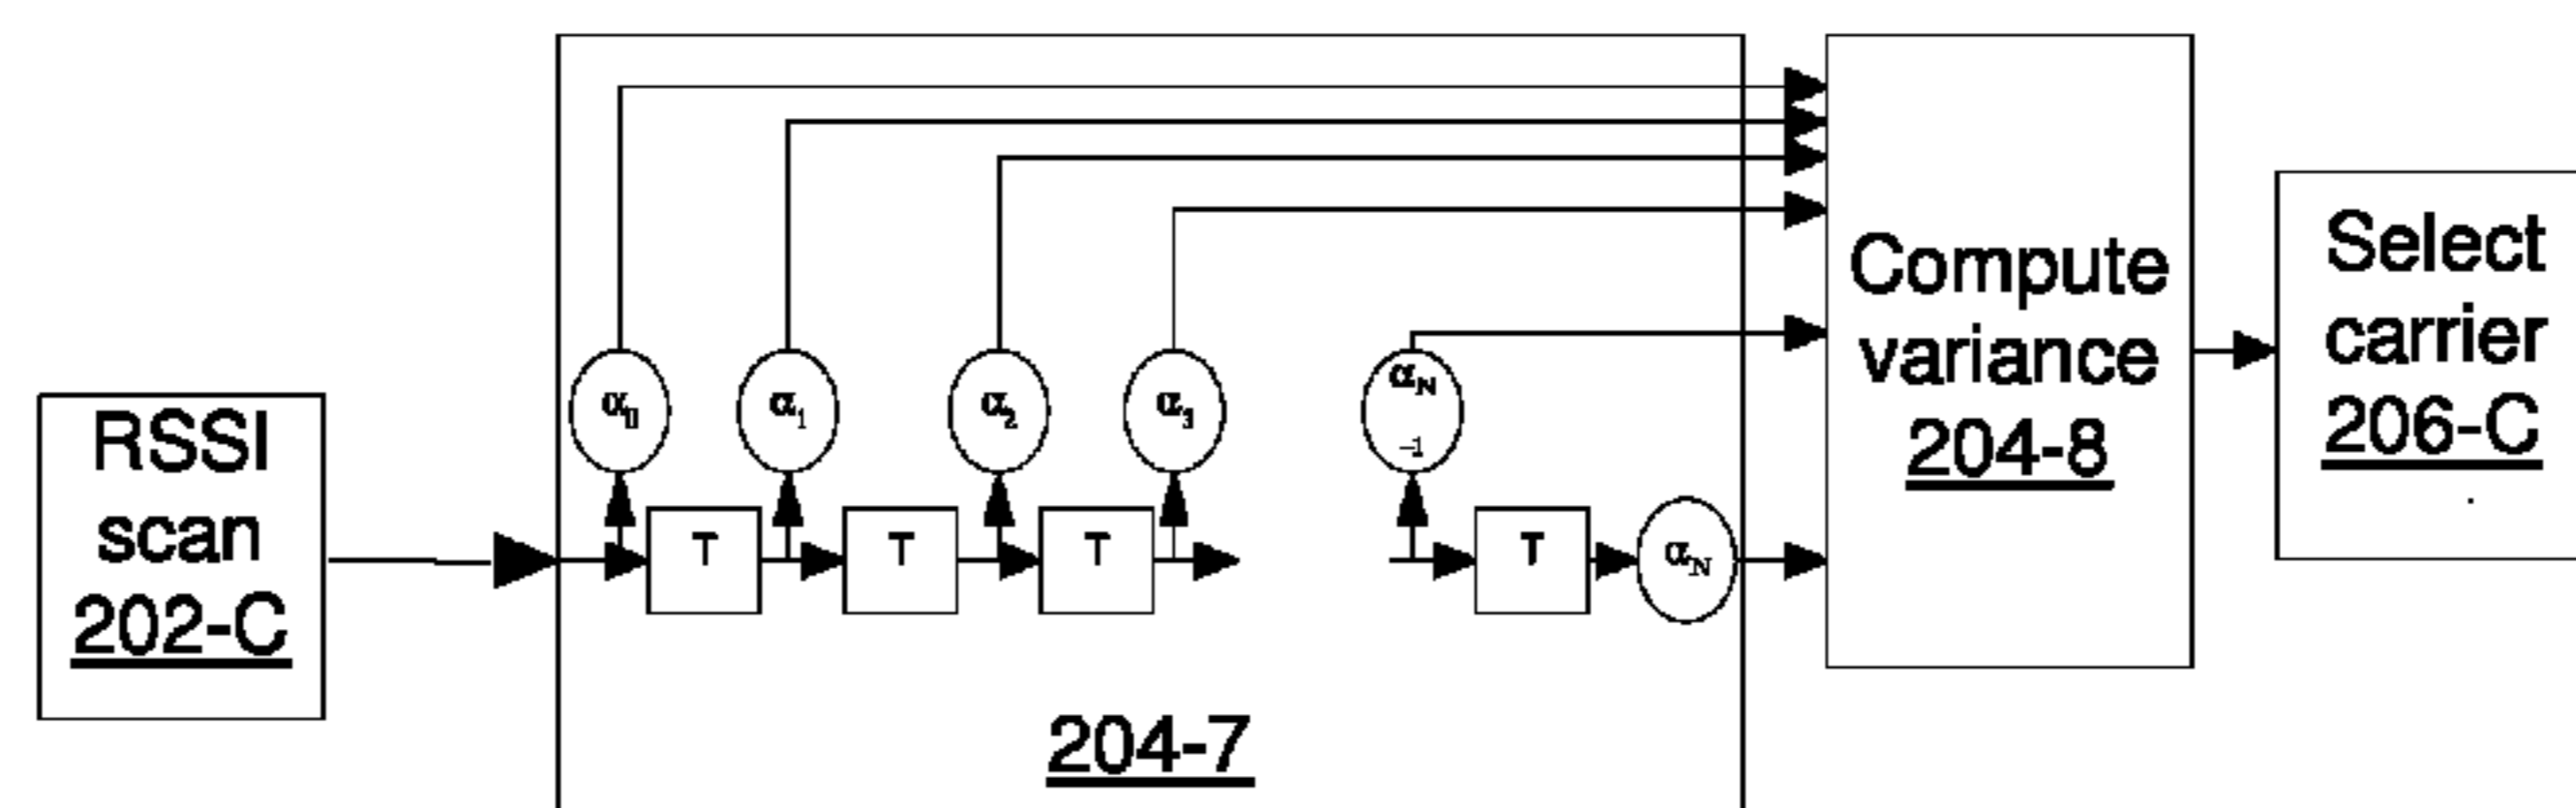 RSSI
scan
202-C
α0
α1
α2
α3
αN
-1
T
T
T
T
αN
204-7
Compute
variance
204-8
Select
carrier
206-C